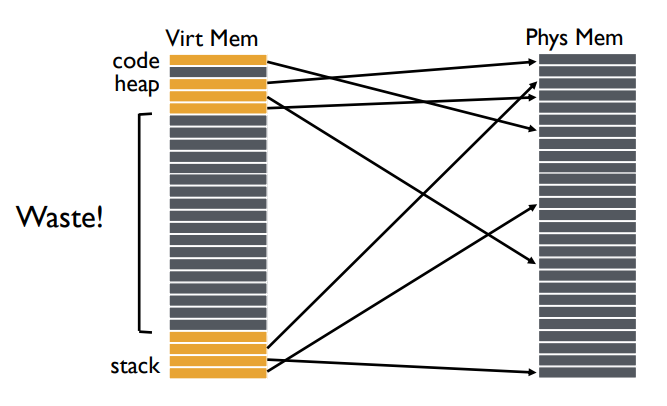 Virt Mem
Phys Mem
code
heap
Waste!
stack